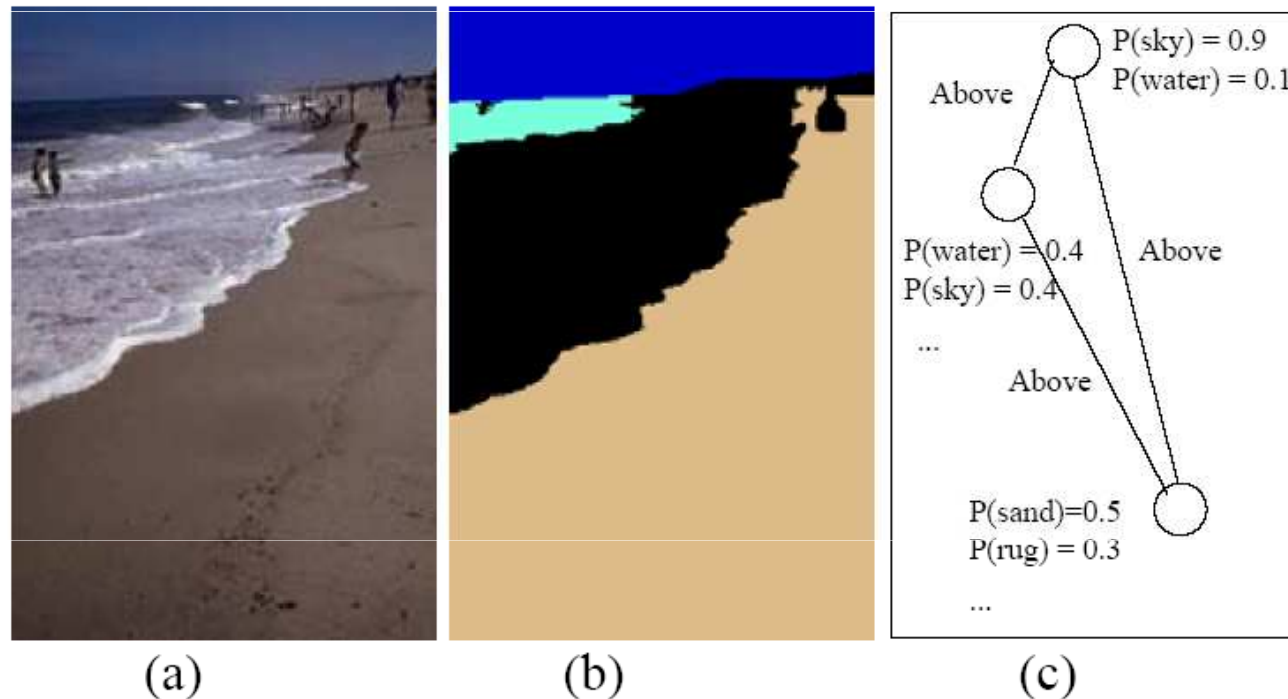 P(sky) = 0.9
P(water) = 0.1
Above
P(water) = 0.4
P(sky) = 0.4
...
Above
Above
P(sand)=0.5
P(rug) = 0.3
...
(a)
(b)
(c)